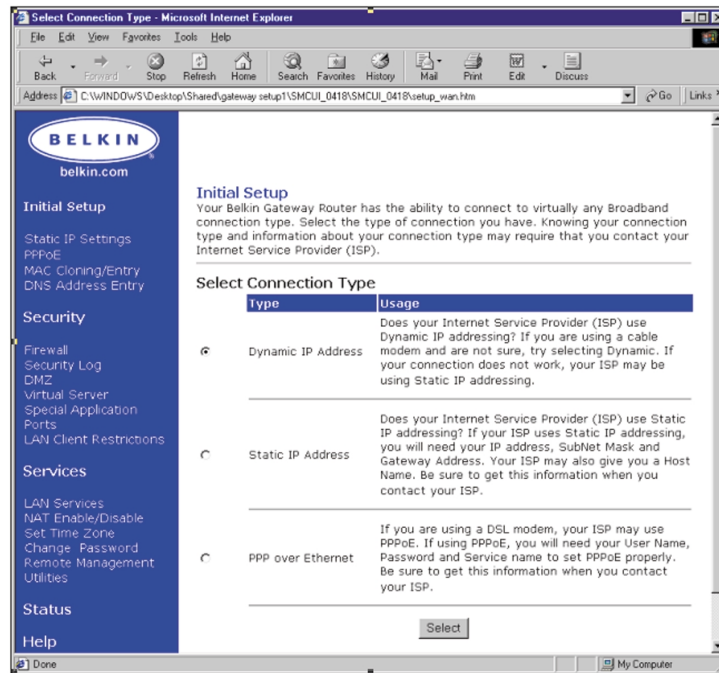 Select Connection Type - Microsoft Internet Explorer
File Edit View Favorites Tools Help
Back Forward Stop Refresh Home Search Favorites History Mail Print Edit Discuss
Address C:\WINDOWS\Desktop\Shared\gateway setup1\SMCUI_0418\SMCUI_0418\setup_wan.htm Go Links
BELKIN
belkin.com
Initial Setup
Static IP Settings
PPPoE
MAC Cloning/Entry
DNS Address Entry
Security
Firewall
Security Log
DMZ
Virtual Server
Special Application
Ports
LAN Client Restrictions
Services
LAN Services
NAT Enable/Disable
Set Time Zone
Change Password
Remote Management
Utilities
Status
Help
Initial Setup
Your Belkin Gateway Router has the ability to connect to virtually any Broadband
connection type. Select the type of connection you have. Knowing your connection
type and information about your connection type may require that you contact your
Internet Service Provider (ISP).
Select Connection Type
Type Usage
Dynamic IP Address
Does your Internet Service Provider (ISP) use
Dynamic IP addressing? If you are using a cable
modem and are not sure, try selecting Dynamic. If
your connection does not work, your ISP may be
using Static IP addressing.
Static IP Address
Does your Internet Service Provider (ISP) use Static
IP addressing? If your ISP uses Static IP addressing,
you will need your IP address, SubNet Mask and
Gateway Address. Your ISP may also give you a Host
Name. Be sure to get this information when you
contact your ISP.
PPP over Ethernet
If you are using a DSL modem, your ISP may use
PPPoE. If using PPPoE, you will need your User Name,
Password and Service name to set PPPoE properly.
Be sure to get this information when you contact
your ISP.
Select
Done My Computer